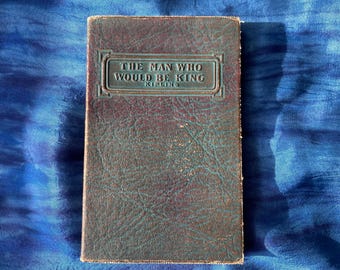 THE MAN WHO
WOULD BE KING
KIPLING